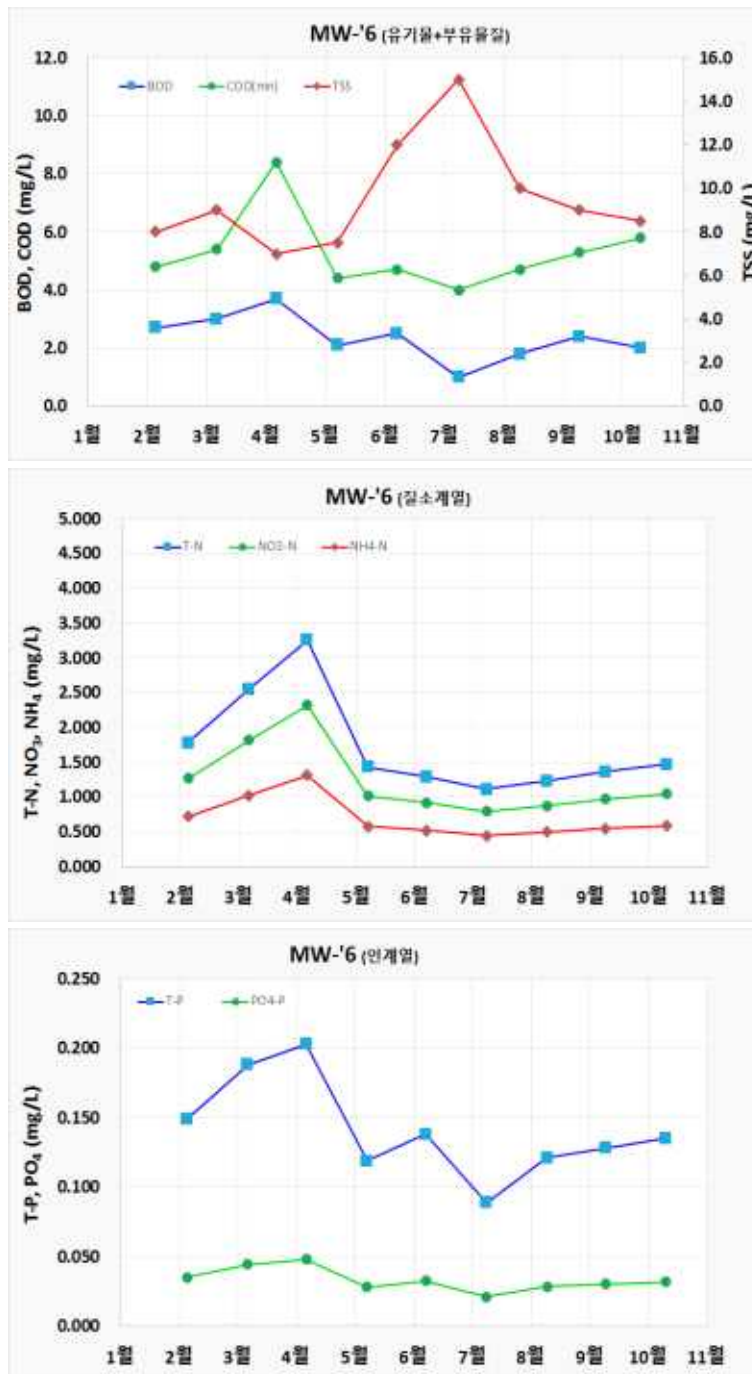 MW-'6 (유기물+부유물질)
BOD COD(mn) TSS
BOD, COD (mg/L)
TSS (mg/L)
12.0
10.0
8.0
6.0
4.0
2.0
0.0
16.0
14.0
12.0
10.0
8.0
6.0
4.0
2.0
0.0
1월 2월 3월 4월 5월 6월 7월 8월 9월 10월 11월
MW-'6 (질소계열)
T-N NO3-N NH4-N
T-N, NO₃, NH₄ (mg/L)
5.000
4.500
4.000
3.500
3.000
2.500
2.000
1.500
1.000
0.500
0.000
1월 2월 3월 4월 5월 6월 7월 8월 9월 10월 11월
MW-'6 (인계열)
T-P PO4-P
T-P, PO₄ (mg/L)
0.250
0.200
0.150
0.100
0.050
0.000
1월 2월 3월 4월 5월 6월 7월 8월 9월 10월 11월